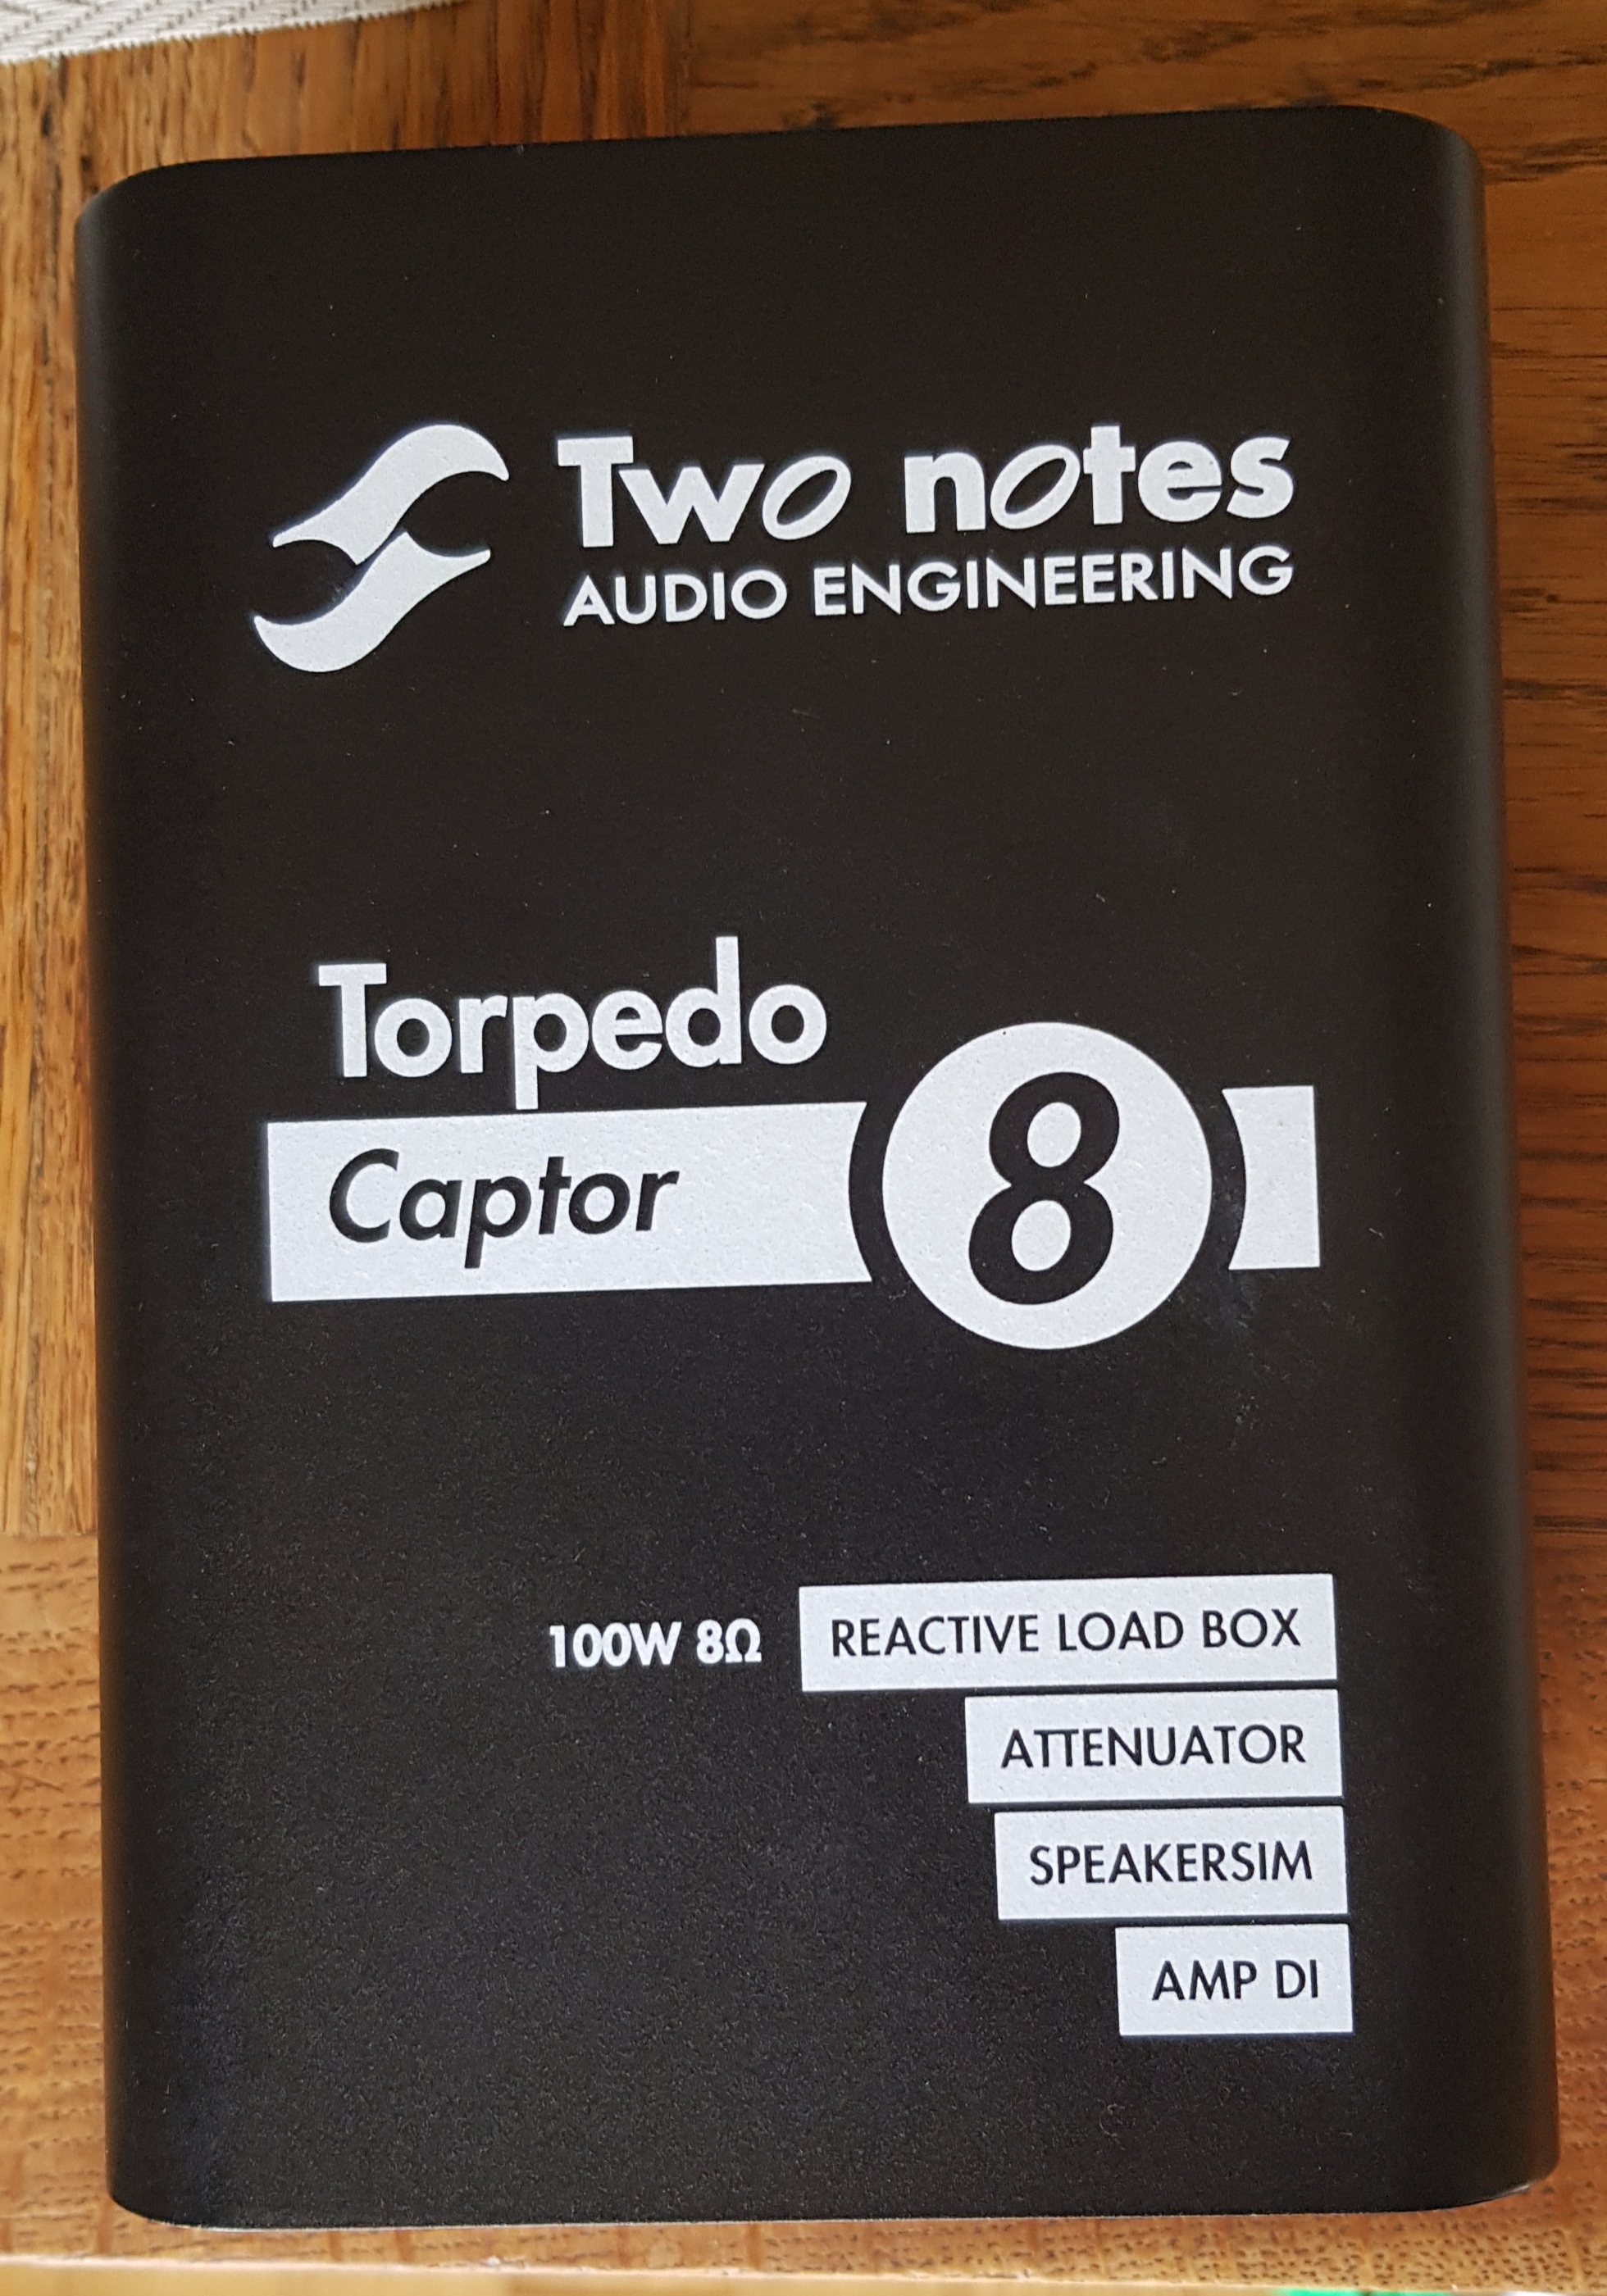 Two notes
AUDIO ENGINEERING
Torpedo
Captor 8
100W 8Ω REACTIVE LOAD BOX
ATTENUATOR
SPEAKERSIM
AMP DI